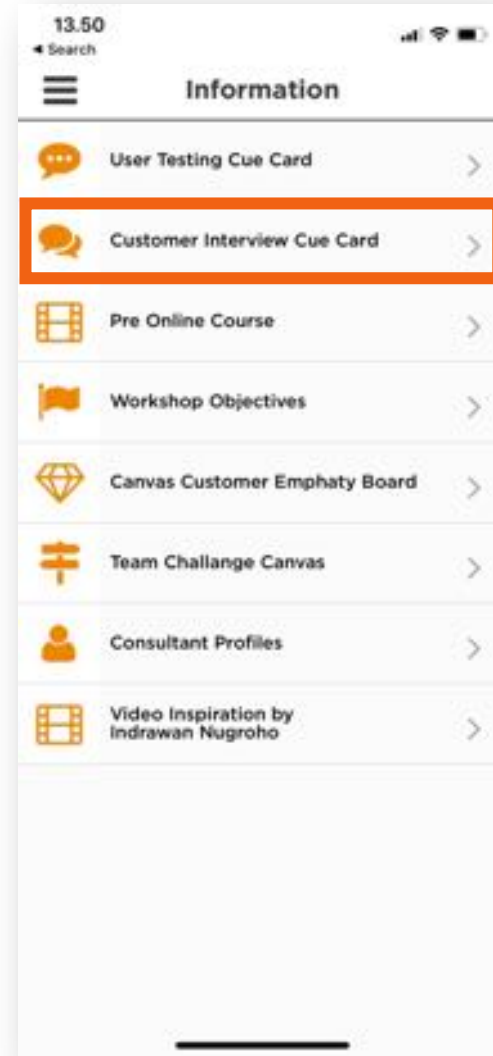 13.50
◀ Search
Information
User Testing Cue Card
Customer Interview Cue Card
Pre Online Course
Workshop Objectives
Canvas Customer Emphaty Board
Team Challange Canvas
Consultant Profiles
Video Inspiration by
Indrawan Nugroho